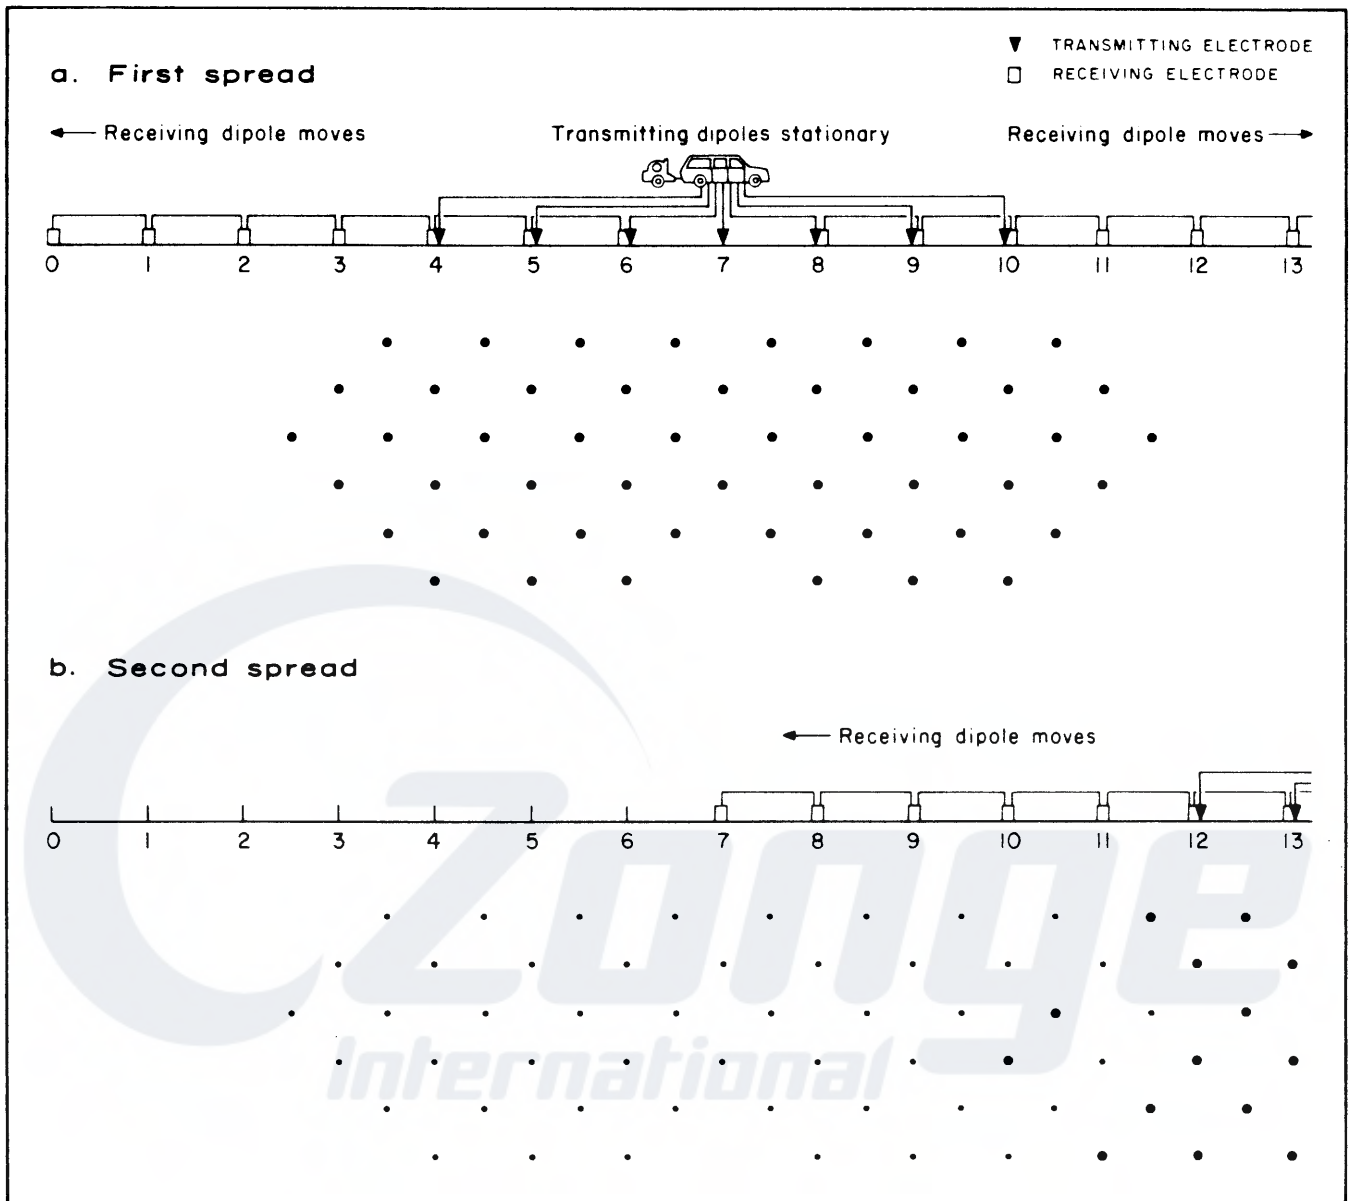 TRANSMITTING ELECTRODE
a. First spread
RECEIVING ELECTRODE
Receiving dipole moves
Transmitting dipoles stationary
Receiving dipole moves
0 1 2 3 4 5 6 7 8 9 10 11 12 13
b. Second spread
Receiving dipole moves
0 1 2 3 4 5 6 7 8 9 10 11 12 13
zonge
International